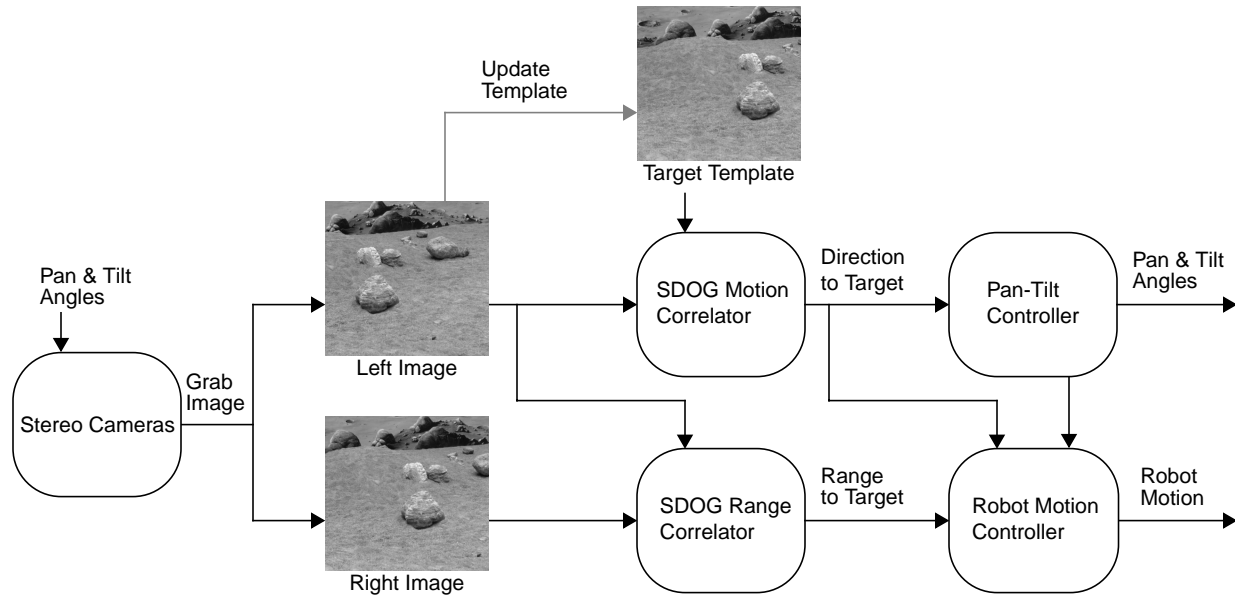 Update
Template
Target Template
Pan & Tilt
Angles
Stereo Cameras
Grab
Image
Left Image
Right Image
SDOG Motion
Correlator
Direction
to Target
Pan-Tilt
Controller
Pan & Tilt
Angles
SDOG Range
Correlator
Range
to Target
Robot Motion
Controller
Robot
Motion